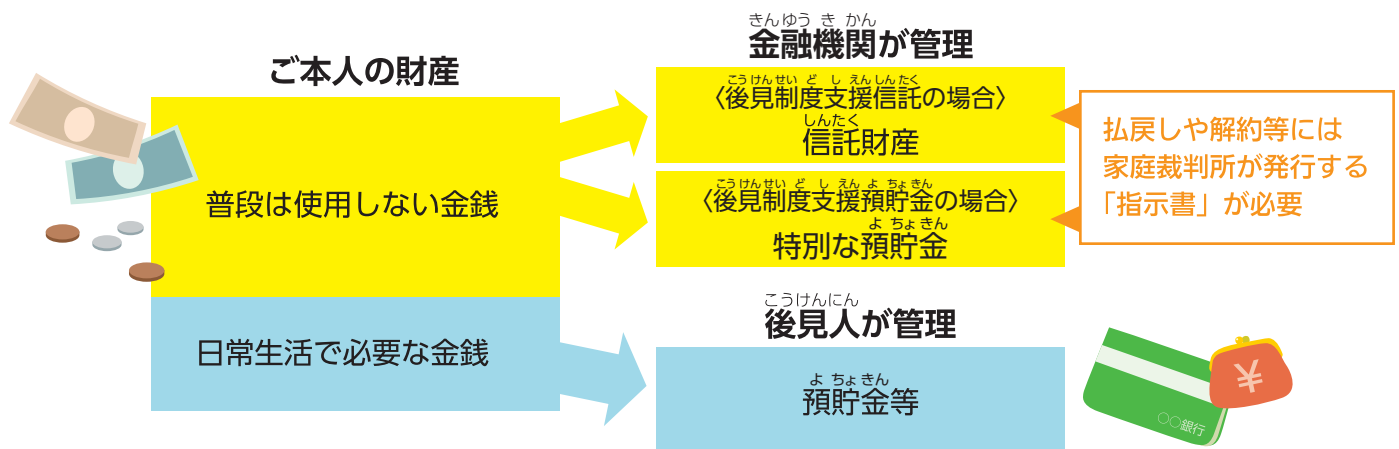 ご本人の財産
普段は使用しない金銭
日常生活で必要な金銭
きんゆうきかん
金融機関が管理
こうけんせいどしえんしんたく
〈後見制度支援信託の場合〉
しんたく
信託財産
こうけんせいどしえんよちょきん
〈後見制度支援預貯金の場合〉
よちょきん
特別な預貯金
払戻しや解約等には
家庭裁判所が発行する
「指示書」が必要
こうけんにん
後見人が管理
よちょきん
預貯金等
○○銀行
¥